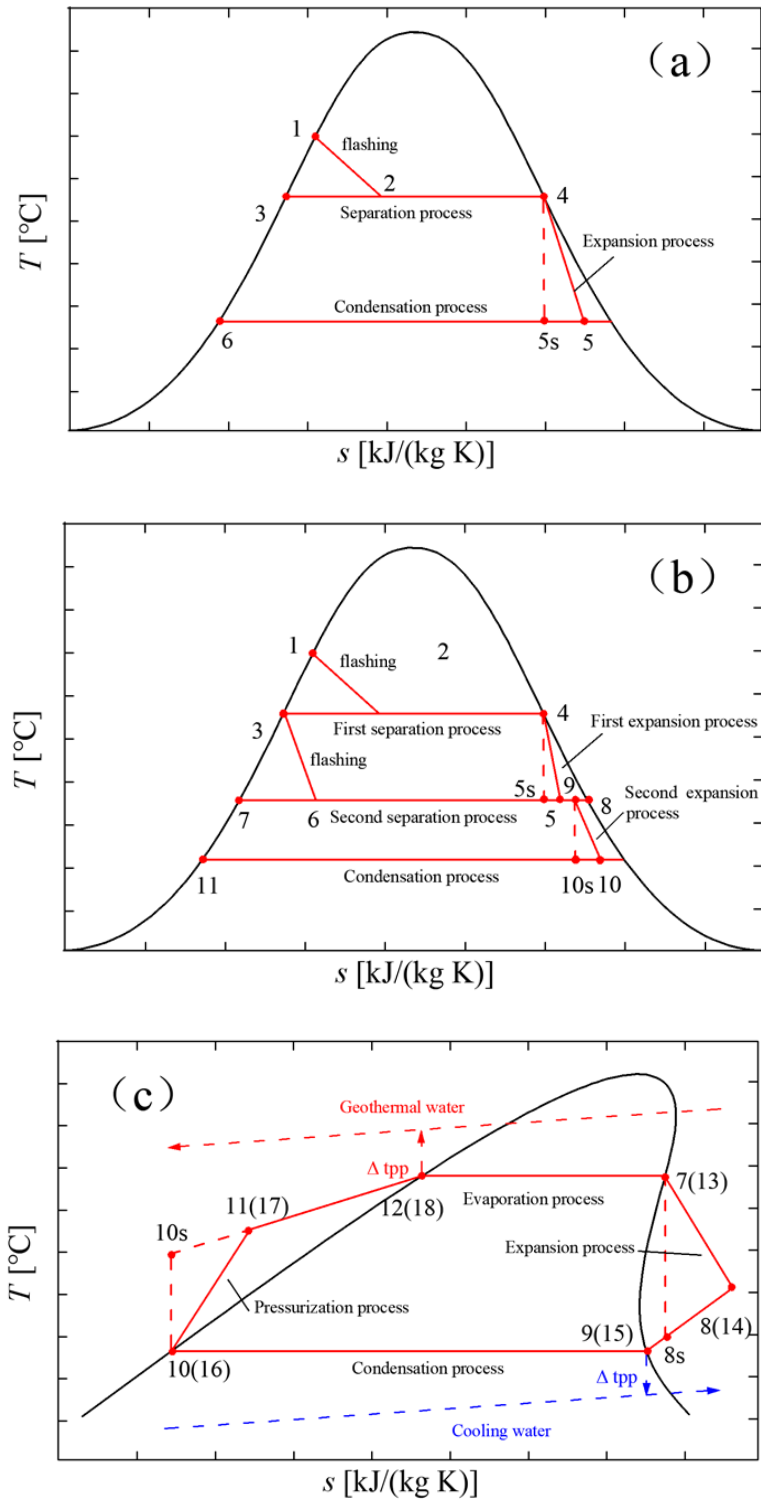 （a）
1
flashing
2
3
4
Separation process
Expansion process
Condensation process
6
5s
5
T [°C]
s [kJ/(kg K)]
（b）
1
flashing
2
3
4
First separation process
First expansion process
flashing
5s
9
Second expansion
process
7
6
5
8
Second separation process
11
Condensation process
10s
10
T [°C]
s [kJ/(kg K)]
（c）
Geothermal water
Δ tpp
11(17)
12(18)
Evaporation process
7(13)
10s
Expansion process
Pressurization process
9(15)
8(14)
10(16)
Condensation process
8s
Δ tpp
Cooling water
T [°C]
s [kJ/(kg K)]